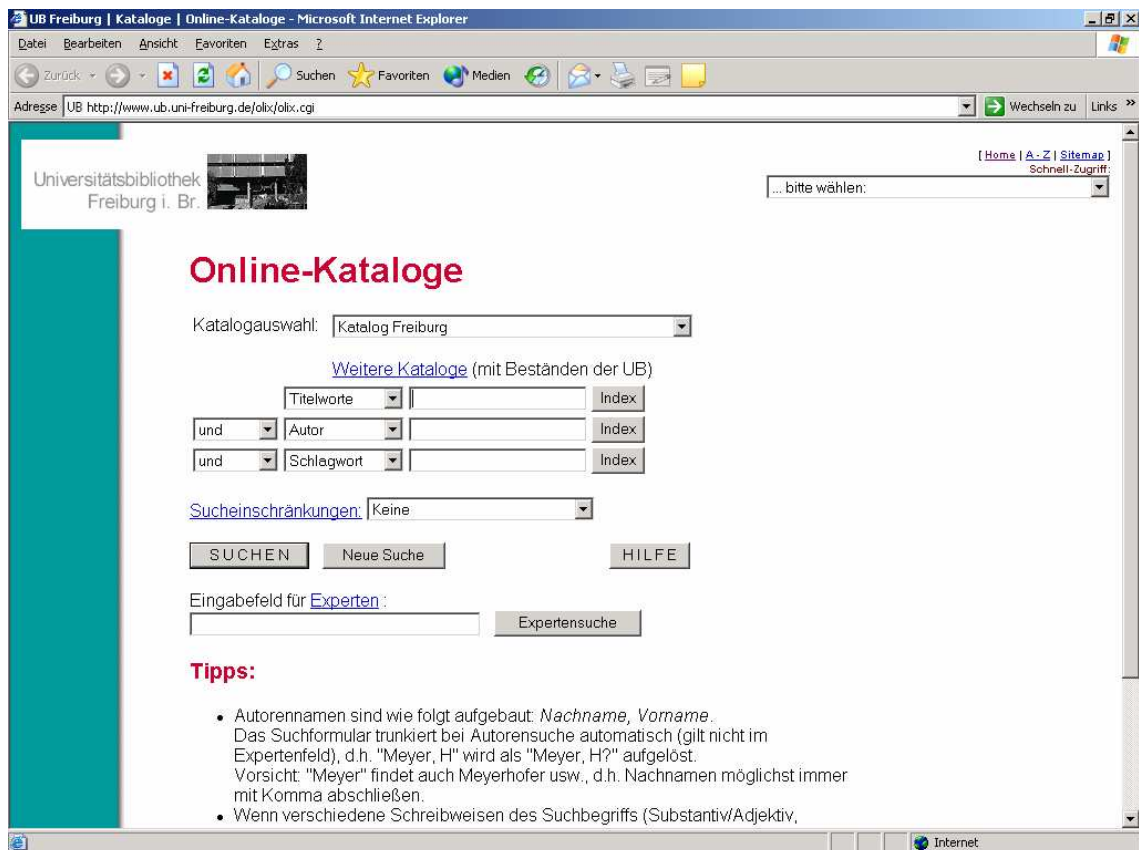 UB Freiburg | Kataloge | Online-Kataloge - Microsoft Internet Explorer
Datei Bearbeiten Ansicht Favoriten Extras ?
Zurück Suchen Favoriten Medien
Adresse UB http://www.ub.uni-freiburg.de/olix/olix.cgi Wechseln zu Links »
[ Home | A - Z | Sitemap ]
Schnell-Zugriff:
... bitte wählen:
Universitätsbibliothek
Freiburg i. Br.
Online-Kataloge
Katalogauswahl: Katalog Freiburg
Weitere Kataloge (mit Beständen der UB)
Titelworte Index
und Autor Index
und Schlagwort Index
Sucheinschränkungen: Keine
SUCHEN Neue Suche HILFE
Eingabefeld für Experten :
Expertensuche
Tipps:
• Autorennamen sind wie folgt aufgebaut: Nachname, Vorname.
Das Suchformular trunkiert bei Autorensuche automatisch (gilt nicht im
Expertenfeld), d.h. "Meyer, H" wird als "Meyer, H?" aufgelöst.
Vorsicht: "Meyer" findet auch Meyerhofer usw., d.h. Nachnamen möglichst immer
mit Komma abschließen.
• Wenn verschiedene Schreibweisen des Suchbegriffs (Substantiv/Adjektiv,
Internet